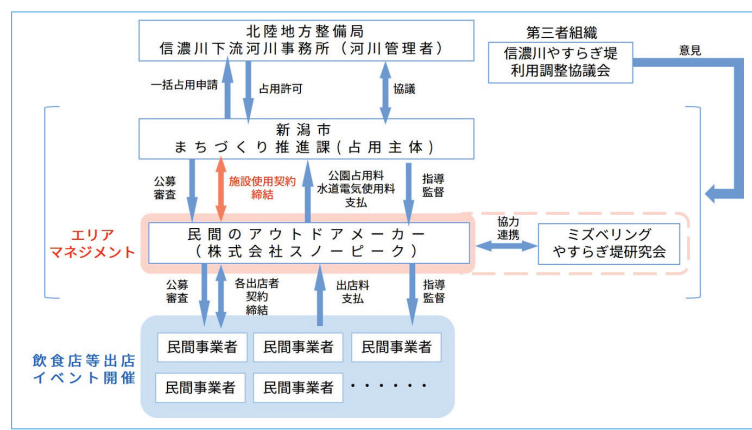 北陸地方整備局
信濃川下流河川事務所（河川管理者）
第三者組織
信濃川やすらぎ堤
利用調整協議会
意見
一括占用申請
占用許可
協議
新潟市
まちづくり推進課(占用主体)
公募
審査
施設使用契約
締結
公園占用料
水道電気使用料
支払
指導
監督
エリア
マネジメント
民間のアウトドアメーカー
（株式会社スノーピーク）
協力
連携
ミズベリング
やすらぎ堤研究会
公募
審査
各出店者
契約
締結
出店料
支払
指導
監督
飲食店等出店
イベント開催
民間事業者
民間事業者
民間事業者
民間事業者
民間事業者
・・・・・・